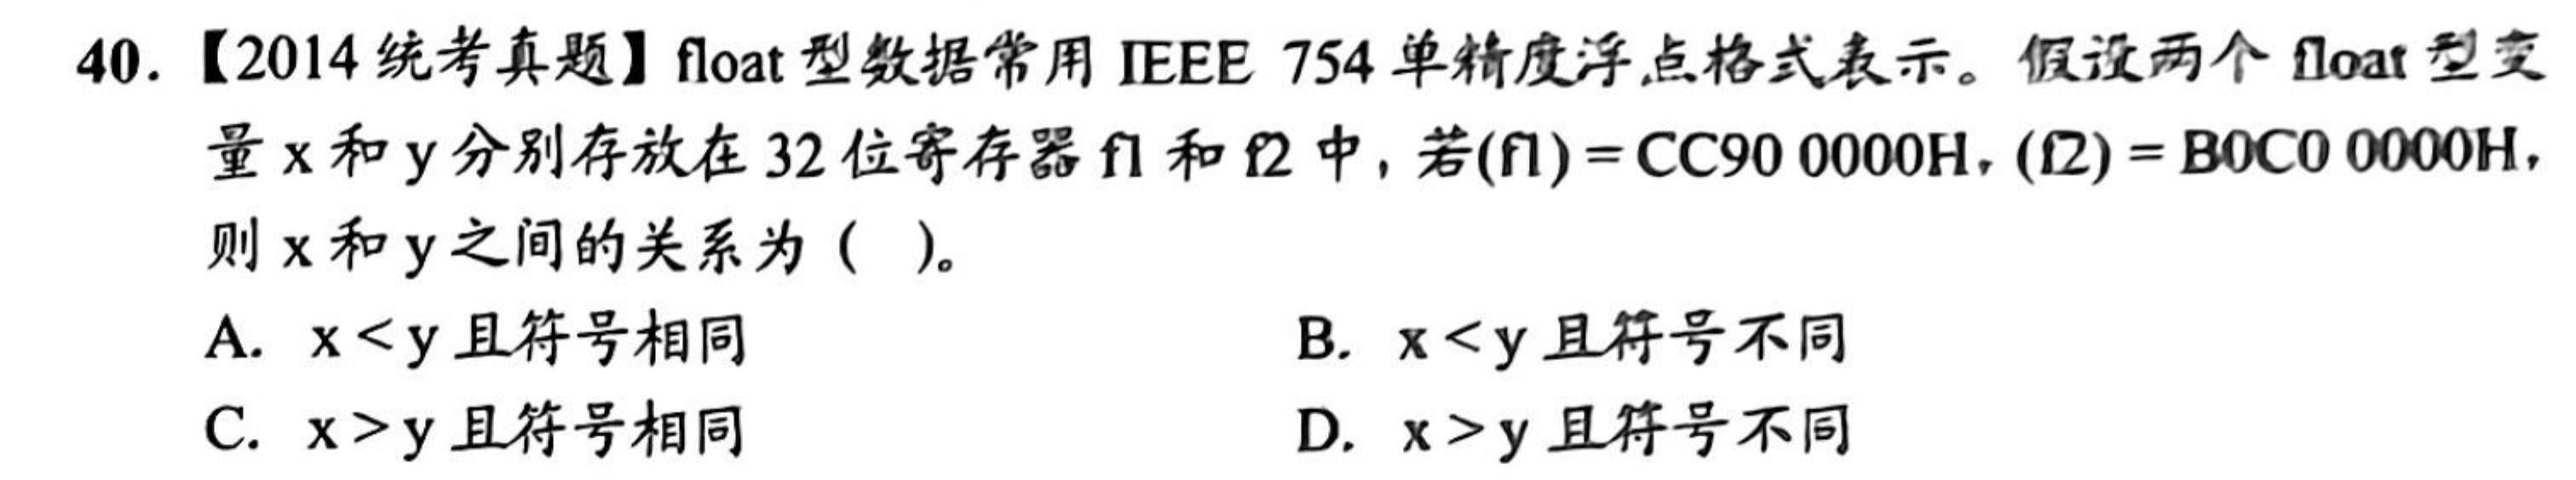 40.【2014统考真题】float 型数据常用 IEEE 754 单精度浮点格式表示。假设两个 float 型变
量 x 和 y 分别存放在 32 位寄存器 f1 和 f2 中，若(f1) = CC90 0000H，(f2) = B0C0 0000H，
则 x 和 y 之间的关系为（ ）。
A. x < y 且符号相同 B. x < y 且符号不同
C. x > y 且符号相同 D. x > y 且符号不同